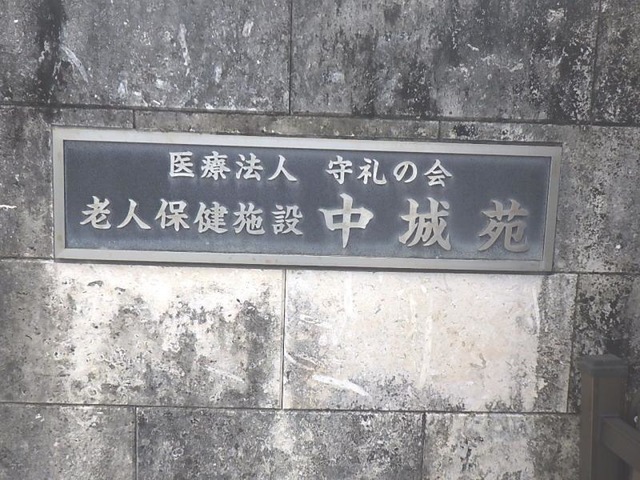 医療法人 守礼の会
老人保健施設 中城苑